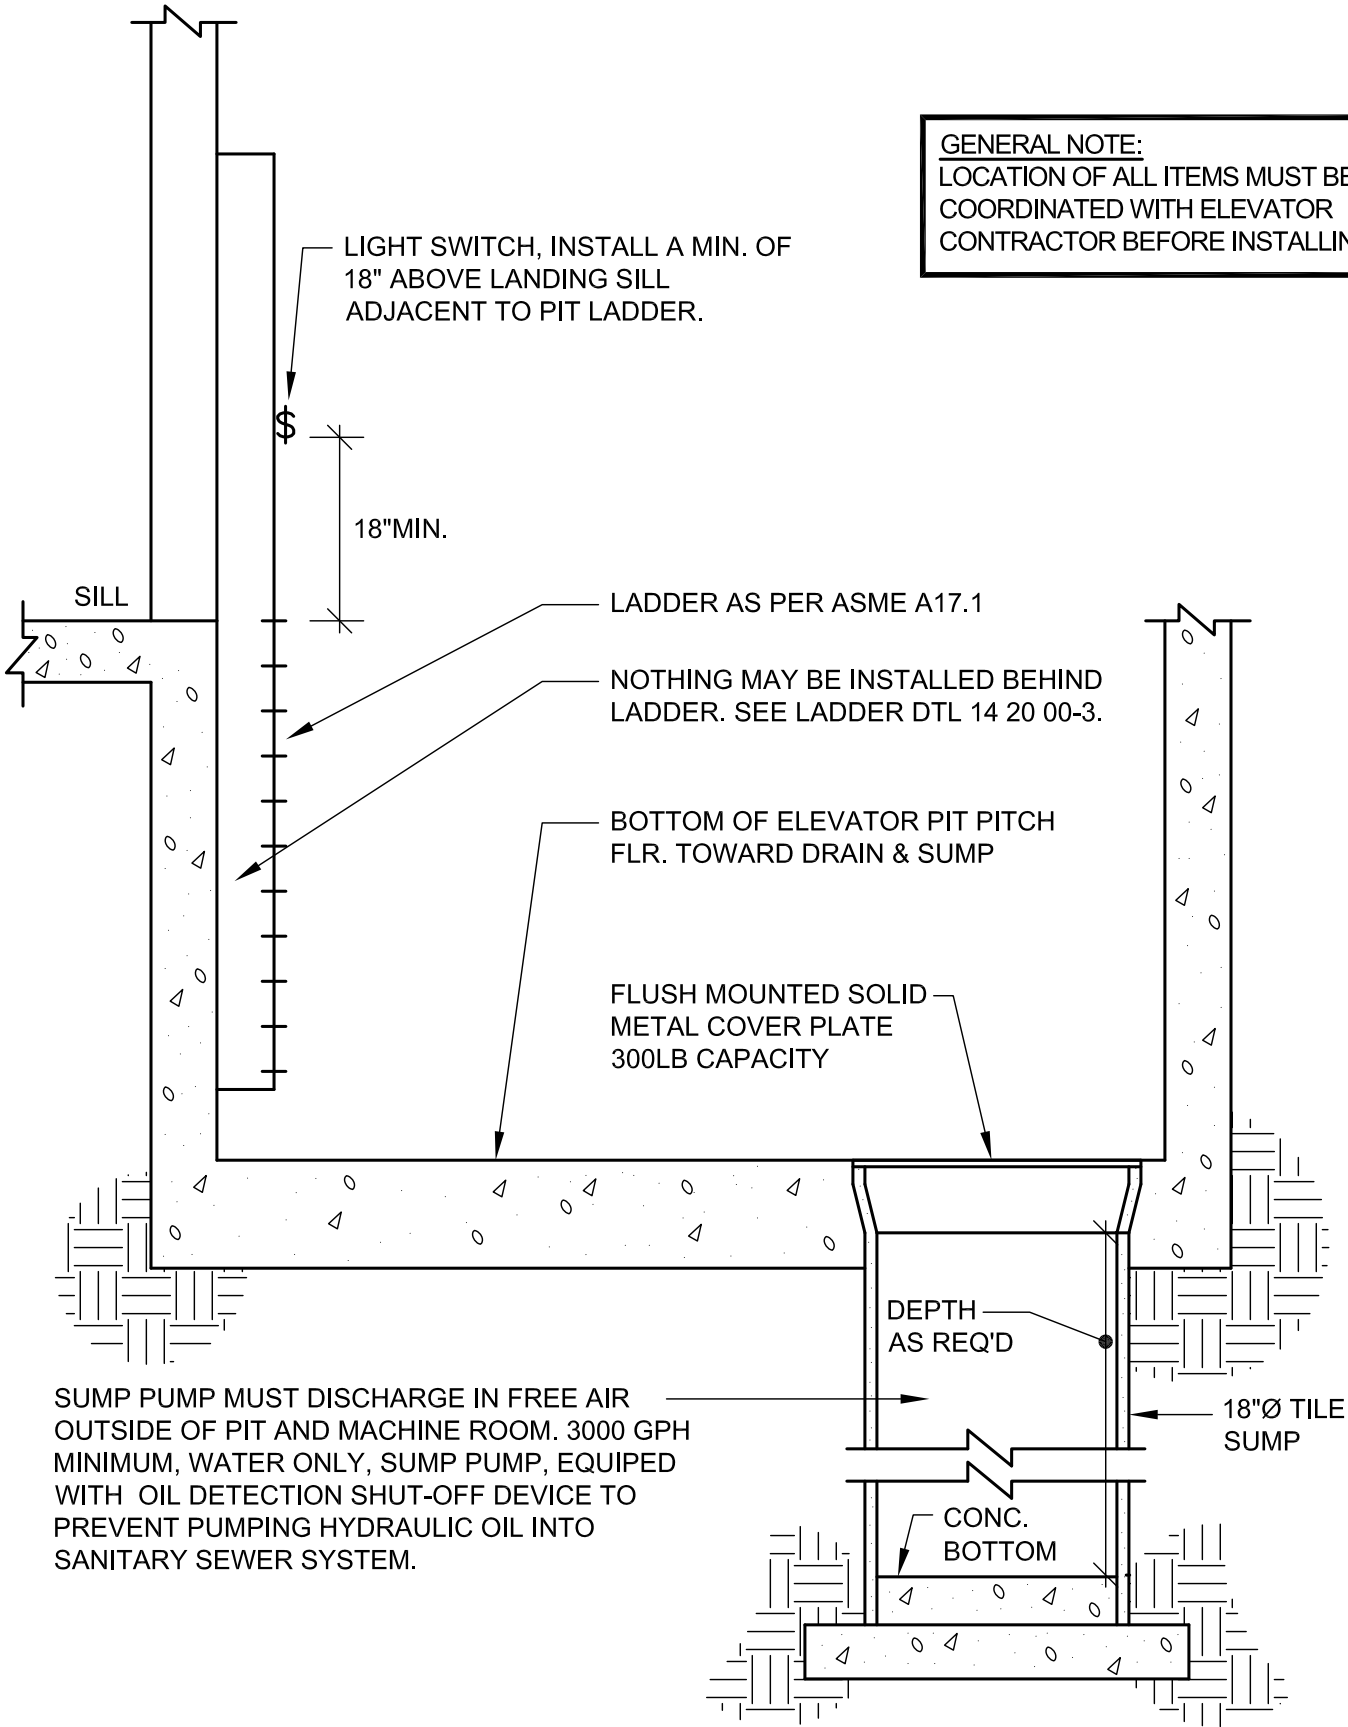 GENERAL NOTE:
LOCATION OF ALL ITEMS MUST BE
COORDINATED WITH ELEVATOR
CONTRACTOR BEFORE
LIGHT SWITCH, INSTALL A MIN. OF
18" ABOVE LANDING SILL
ADJACENT TO PIT LADDER.
$
18"MIN.
SILL
LADDER AS PER ASME A17.1
NOTHING MAY BE INSTALLED BEHIND
LADDER. SEE LADDER DTL 14 20 00-3.
BOTTOM OF ELEVATOR PIT PITCH
FLR. TOWARD DRAIN & SUMP
FLUSH MOUNTED SOLID
METAL COVER PLATE
300LB CAPACITY
DEPTH
AS REQ'D
SUMP PUMP MUST DISCHARGE IN FREE AIR
OUTSIDE OF PIT AND MACHINE ROOM. 3000 GPH
MINIMUM, WATER ONLY, SUMP PUMP, EQUIPED
WITH OIL DETECTION SHUT-OFF DEVICE TO
PREVENT PUMPING HYDRAULIC OIL INTO
SANITARY SEWER SYSTEM.
18"Ø TILE
SUMP
CONC.
BOTTOM